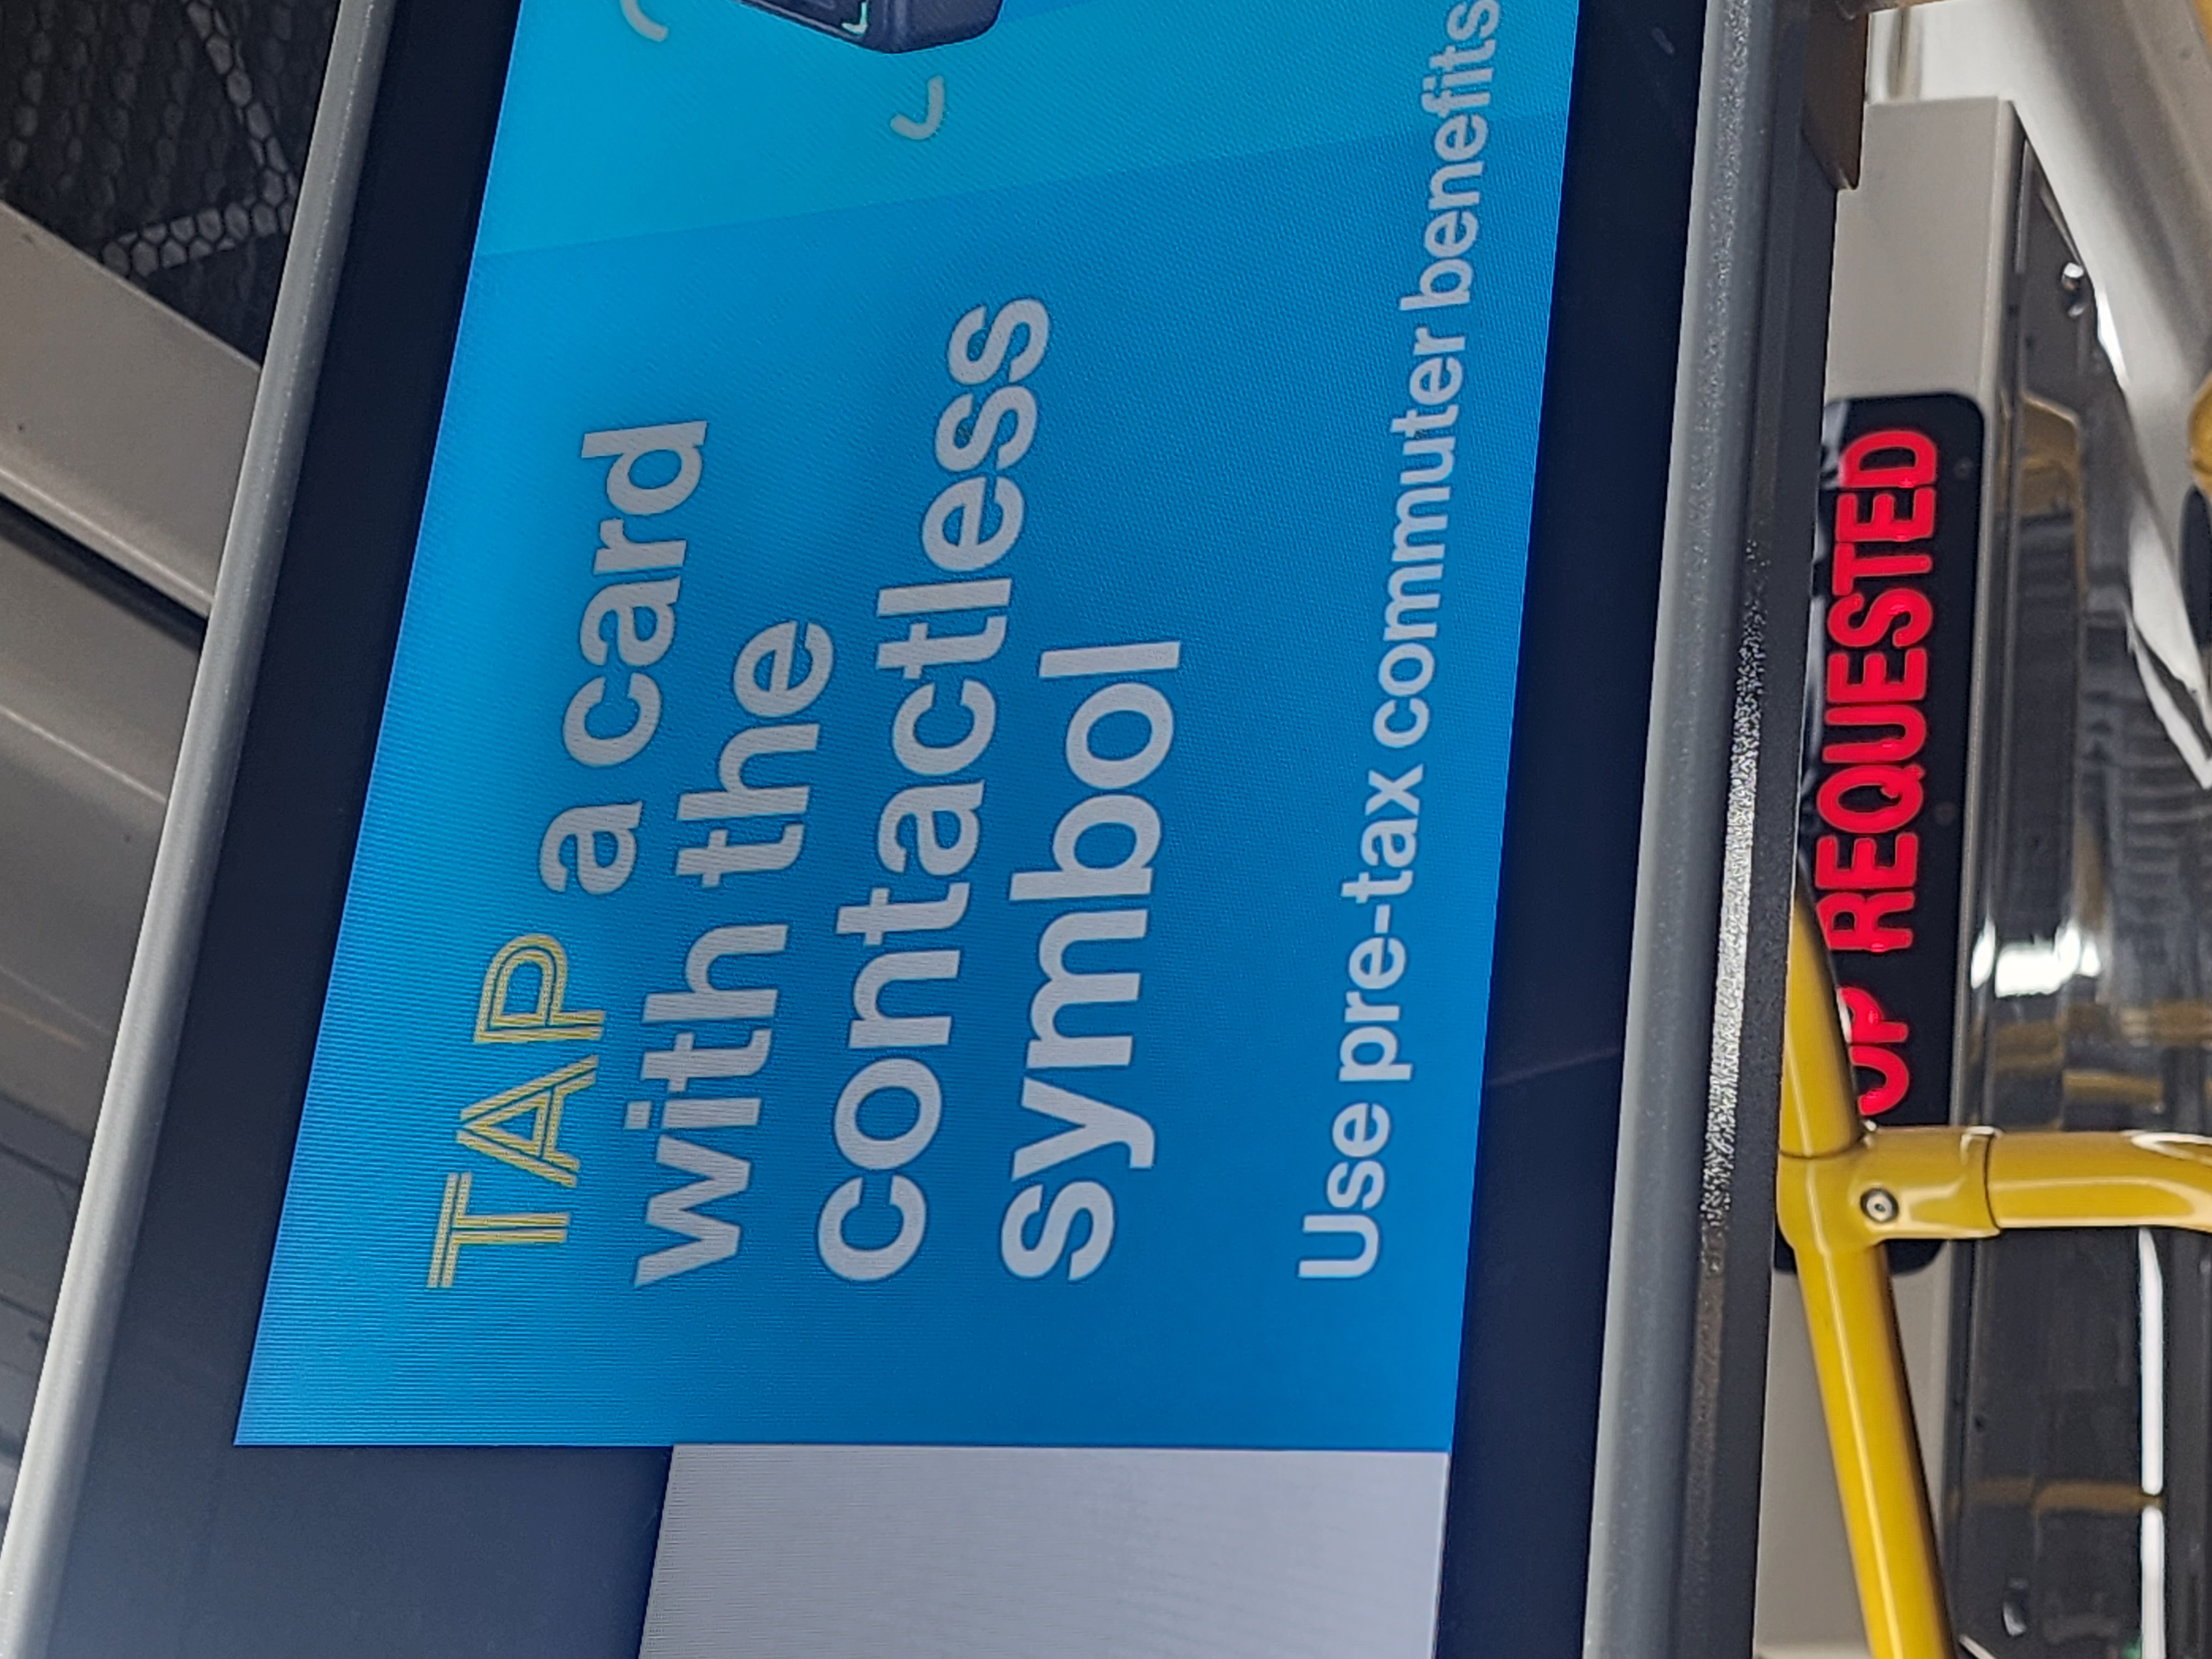 TAP a card
with the
contactless
symbol
Use pre-tax commuter benefits
REQUESTED